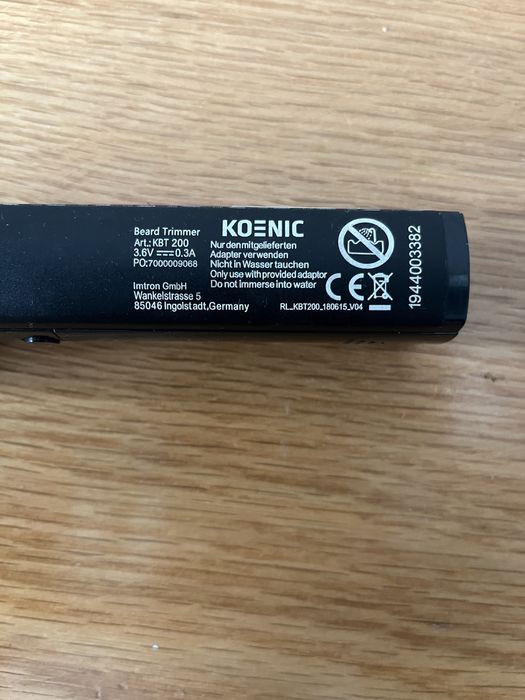 Beard Trimmer
Art.: KBT 200
3.6V⎓0.3A
PO:7000009068
Imtron GmbH
Wankelstrasse 5
85046 Ingolstadt,Germany
KOENIC
Nur den mitgelieferten
Adapter verwenden
Nicht in Wasser tauchen
Only use with provided adaptor
Do not immerse into water
CE
RL_KBT200_180615_V04
1944003382